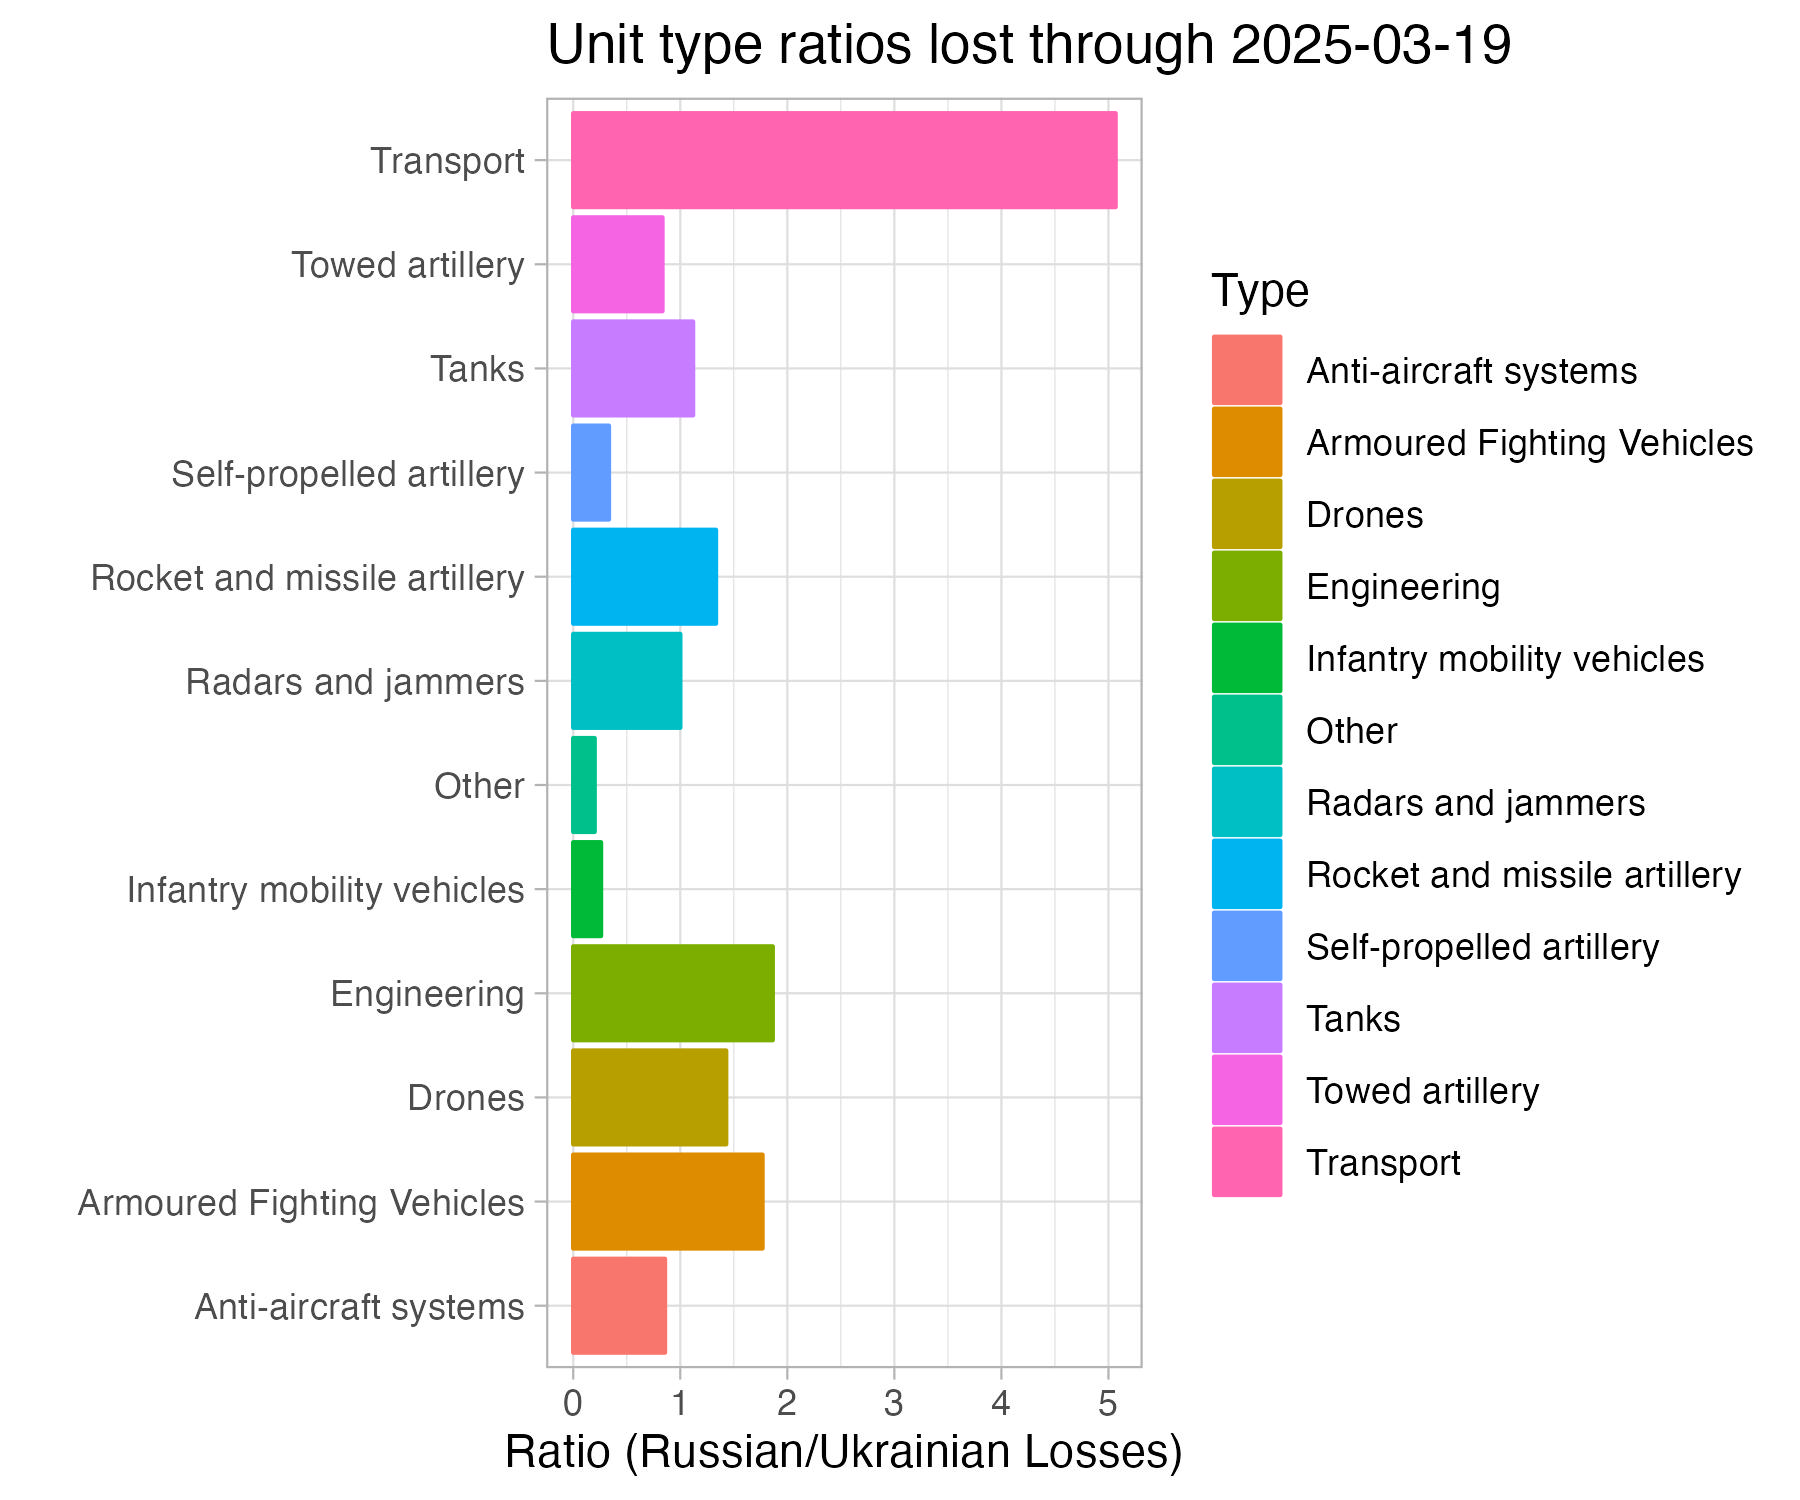 Unit type ratios lost through 2025-03-19
Transport
Towed artillery
Tanks
Self-propelled artillery
Rocket and missile artillery
Radars and jammers
Other
Infantry mobility vehicles
Engineering
Drones
Armoured Fighting Vehicles
Anti-aircraft systems
0 1 2 3 4 5
Ratio (Russian/Ukrainian Losses)
Type
Anti-aircraft systems
Armoured Fighting Vehicles
Drones
Engineering
Infantry mobility vehicles
Other
Radars and jammers
Rocket and missile artillery
Self-propelled artillery
Tanks
Towed artillery
Transport